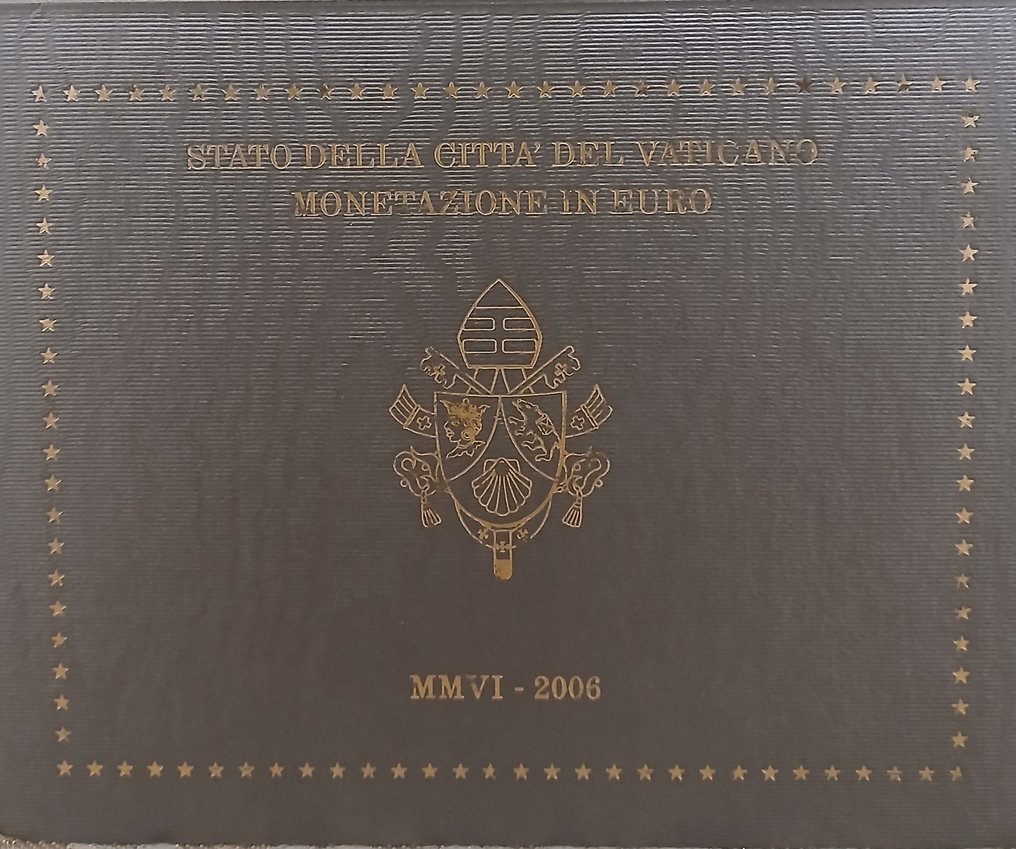 STATO DELLA CITTA' DEL VATICANO
MONETAZIONE IN EURO
MMVI - 2006